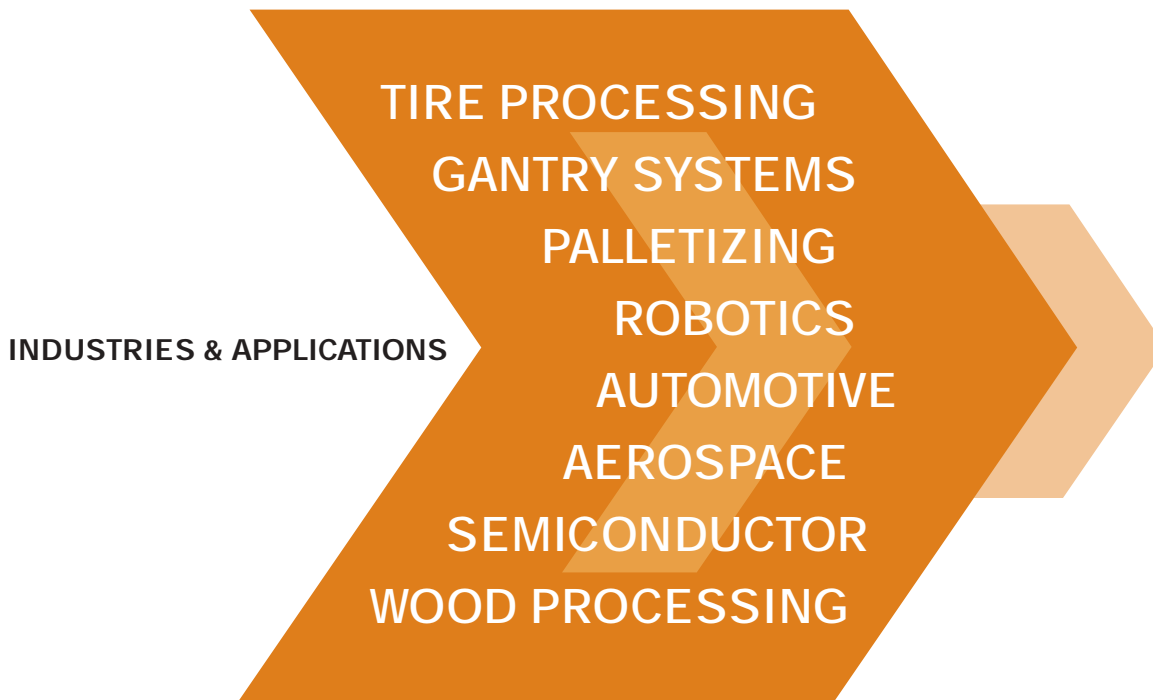 INDUSTRIES & APPLICATIONS
TIRE PROCESSING
GANTRY SYSTEMS
PALLETIZING
ROBOTICS
AUTOMOTIVE
AEROSPACE
SEMICONDUCTOR
WOOD PROCESSING